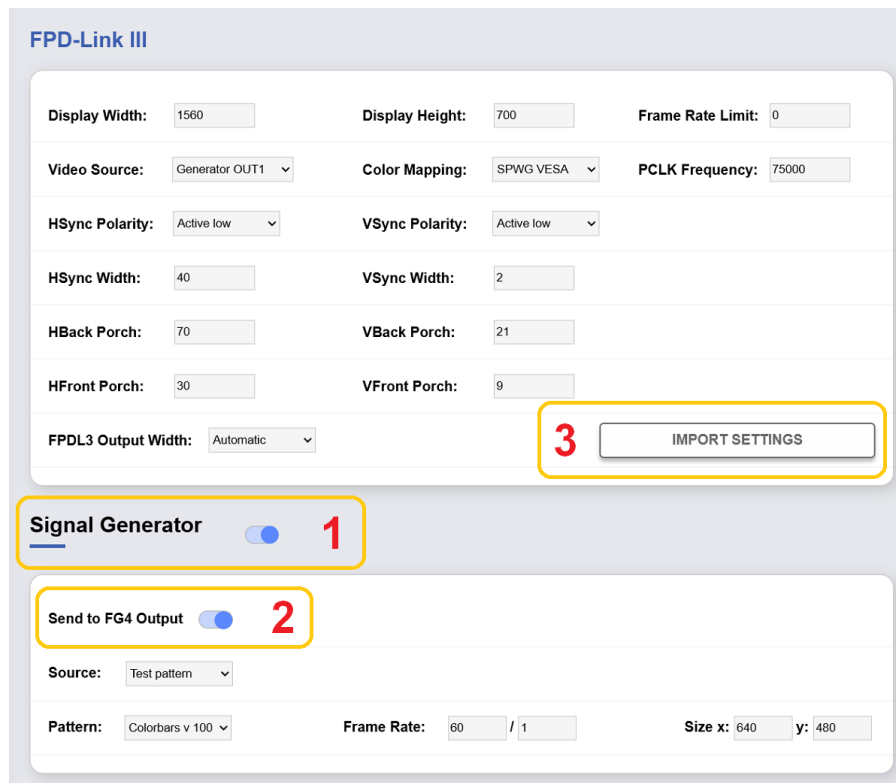 FPD-Link III
Display Width: 1560 Display Height: 700 Frame Rate Limit: 0
Video Source: Generator OUT1 Color Mapping: SPWG VESA PCLK Frequency: 75000
HSync Polarity: Active low VSync Polarity: Active low
HSync Width: 40 VSync Width: 2
HBack Porch: 70 VBack Porch: 21
HFront Porch: 30 VFront Porch: 9
FPDL3 Output Width: Automatic 3 IMPORT SETTINGS
Signal Generator 1
Send to FG4 Output 2
Source: Test pattern
Pattern: Colorbars v 100 Frame Rate: 60 / 1 Size x: 640 y: 480